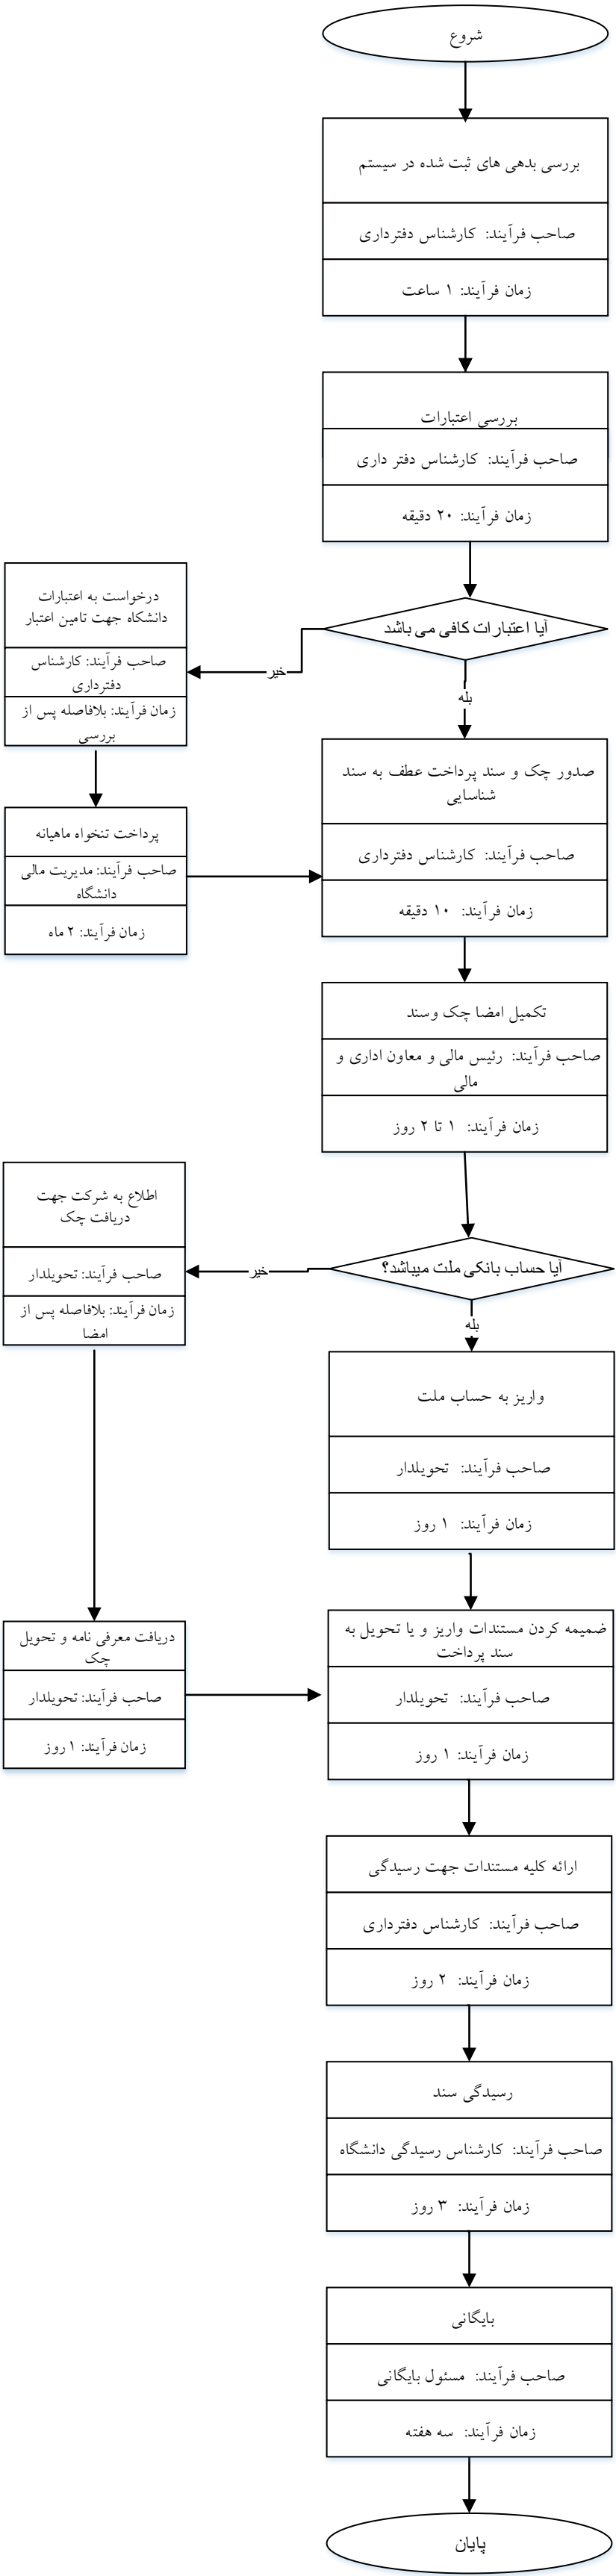 شروع
بررسی بدهی های ثبت شده در سیستم
صاحب فرآیند: کارشناس دفترداری
زمان فرآیند: ۱ ساعت
بررسی اعتبارات
صاحب فرآیند: کارشناس دفتر داری
زمان فرآیند: ۲۰ دقیقه
آیا اعتبارات کافی می باشد
خیر
درخواست به اعتبارات
دانشگاه جهت تامین اعتبار
صاحب فرآیند: کارشناس
دفترداری
زمان فرآیند: بلافاصله پس از
بررسی
پرداخت تنخواه ماهیانه
صاحب فرآیند: مدیریت مالی
دانشگاه
زمان فرآیند: ۲ ماه
بله
صدور چک و سند پرداخت عطف به سند
شناسایی
صاحب فرآیند: کارشناس دفترداری
زمان فرآیند: ۱۰ دقیقه
تکمیل امضا چک وسند
صاحب فرآیند: رئیس مالی و معاون اداری و
مالی
زمان فرآیند: ۱ تا ۲ روز
آیا حساب بانکی ملت میباشد؟
خیر
اطلاع به شرکت جهت
دریافت چک
صاحب فرآیند: تحویلدار
زمان فرآیند: بلافاصله پس از
امضا
بله
واریز به حساب ملت
صاحب فرآیند: تحویلدار
زمان فرآیند: ۱ روز
دریافت معرفی نامه و تحویل
چک
صاحب فرآیند: تحویلدار
زمان فرآیند: ۱ روز
ضمیمه کردن مستندات واریز و یا تحویل به
سند پرداخت
صاحب فرآیند: تحویلدار
زمان فرآیند: ۱ روز
ارائه کلیه مستندات جهت رسیدگی
صاحب فرآیند: کارشناس دفترداری
زمان فرآیند: ۲ روز
رسیدگی سند
صاحب فرآیند: کارشناس رسیدگی دانشگاه
زمان فرآیند: ۳ روز
بایگانی
صاحب فرآیند: مسئول بایگانی
زمان فرآیند: سه هفته
پایان